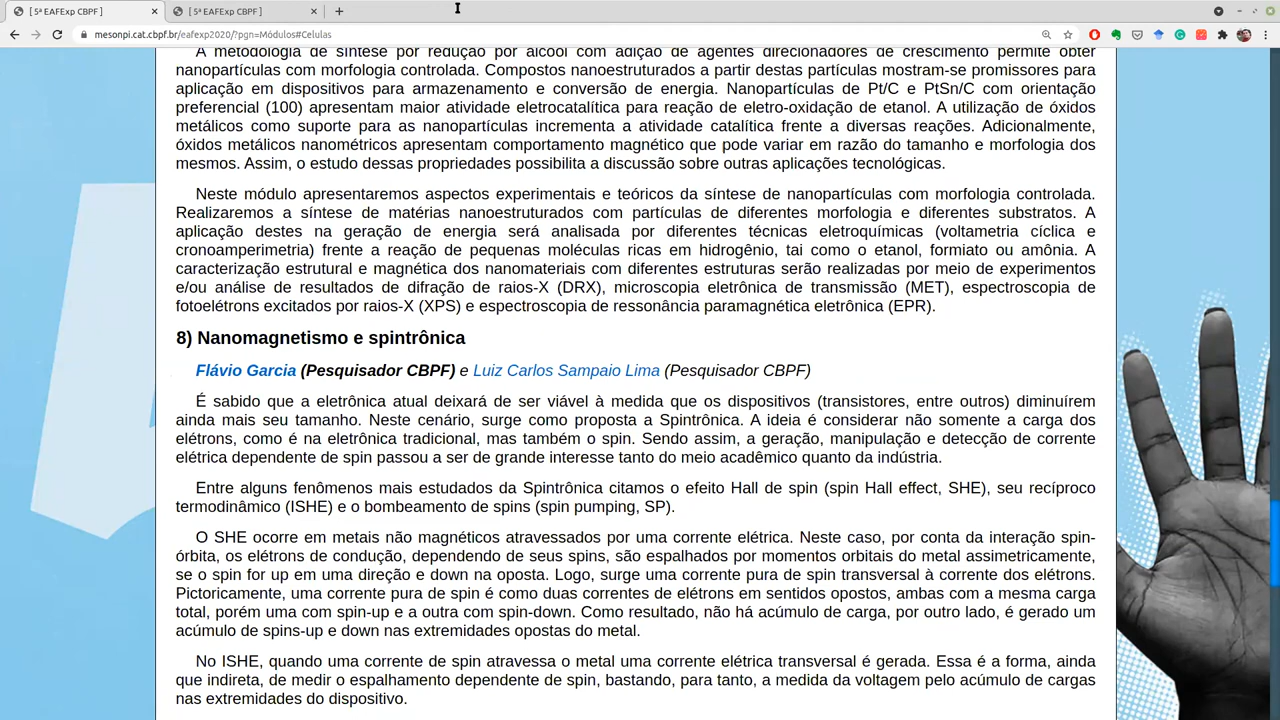 [ 5ª EAFExp CBPF]
[ 5ª EAFExp CBPF ]
mesonpi.cat.cbpf.br/eafexp2020/?pgn=Módulos#Celulas
A metodologia de síntese por redução por álcool com adição de agentes direcionadores de crescimento permite obter
nanopartículas com morfologia controlada. Compostos nanoestruturados a partir destas partículas mostram-se promissores para
aplicação em dispositivos para armazenamento e conversão de energia. Nanopartículas de Pt/C e PtSn/C com orientação
preferencial (100) apresentam maior atividade eletrocatalítica para reação de eletro-oxidação de etanol. A utilização de óxidos
metálicos como suporte para as nanopartículas incrementa a atividade catalítica frente a diversas reações. Adicionalmente,
óxidos metálicos nanométricos apresentam comportamento magnético que pode variar em razão do tamanho e morfologia dos
mesmos. Assim, o estudo dessas propriedades possibilita a discussão sobre outras aplicações tecnológicas.
Neste módulo apresentaremos aspectos experimentais e teóricos da síntese de nanopartículas com morfologia controlada.
Realizaremos a síntese de matérias nanoestruturados com partículas de diferentes morfologia e diferentes substratos. A
aplicação destes na geração de energia será analisada por diferentes técnicas eletroquímicas (voltametria cíclica e
cronoamperimetria) frente a reação de pequenas moléculas ricas em hidrogênio, tai como o etanol, formiato ou amônia. A
caracterização estrutural e magnética dos nanomateriais com diferentes estruturas serão realizadas por meio de experimentos
e/ou análise de resultados de difração de raios-X (DRX), microscopia eletrônica de transmissão (MET), espectroscopia de
fotoelétrons excitados por raios-X (XPS) e espectroscopia de ressonância paramagnética eletrônica (EPR).
8) Nanomagnetismo e spintrônica
Flávio Garcia (Pesquisador CBPF) e Luiz Carlos Sampaio Lima (Pesquisador CBPF)
É sabido que a eletrônica atual deixará de ser viável à medida que os dispositivos (transistores, entre outros) diminuírem
ainda mais seu tamanho. Neste cenário, surge como proposta a Spintrônica. A ideia é considerar não somente a carga dos
elétrons, como é na eletrônica tradicional, mas também o spin. Sendo assim, a geração, manipulação e detecção de corrente
elétrica dependente de spin passou a ser de grande interesse tanto do meio acadêmico quanto da indústria.
Entre alguns fenômenos mais estudados da Spintrônica citamos o efeito Hall de spin (spin Hall effect, SHE), seu recíproco
termodinâmico (ISHE) e o bombeamento de spins (spin pumping, SP).
O SHE ocorre em metais não magnéticos atravessados por uma corrente elétrica. Neste caso, por conta da interação spin-
órbita, os elétrons de condução, dependendo de seus spins, são espalhados por momentos orbitais do metal assimetricamente,
se o spin for up em uma direção e down na oposta. Logo, surge uma corrente pura de spin transversal à corrente dos elétrons.
Pictoricamente, uma corrente pura de spin é como duas correntes de elétrons em sentidos opostos, ambas com a mesma carga
total, porém uma com spin-up e a outra com spin-down. Como resultado, não há acúmulo de carga, por outro lado, é gerado um
acúmulo de spins-up e down nas extremidades opostas do metal.
No ISHE, quando uma corrente de spin atravessa o metal uma corrente elétrica transversal é gerada. Essa é a forma, ainda
que indireta, de medir o espalhamento dependente de spin, bastando, para tanto, a medida da voltagem pelo acúmulo de cargas
nas extremidades do dispositivo.